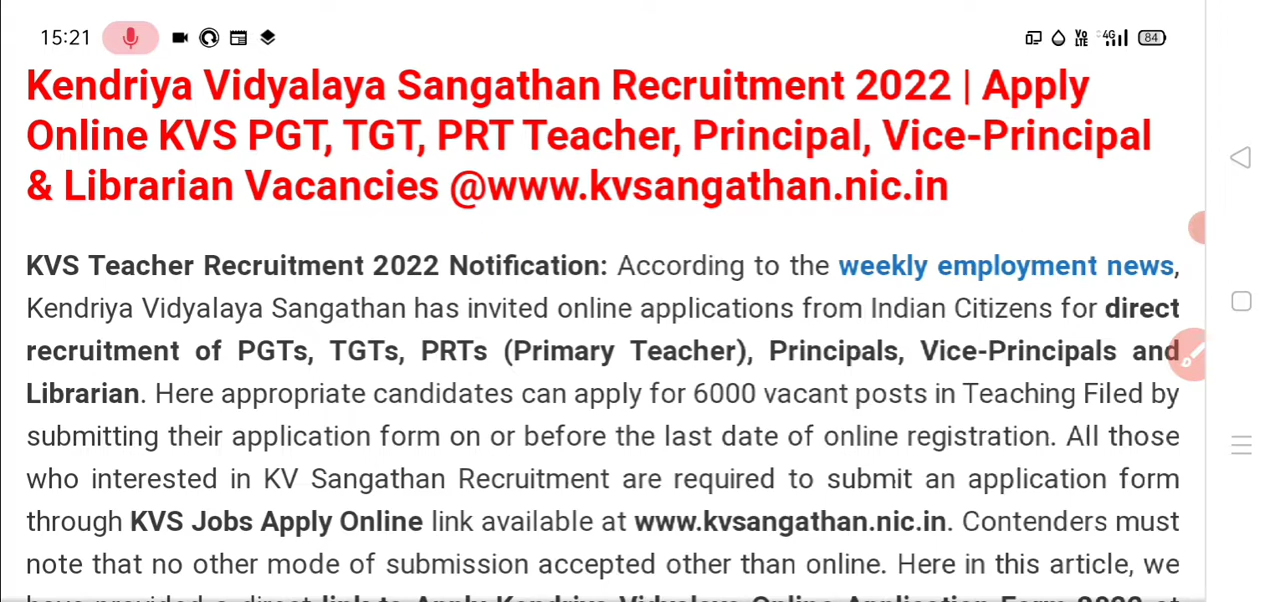 15:21 Vo LTE 4G 84
Kendriya Vidyalaya Sangathan Recruitment 2022 | Apply
Online KVS PGT, TGT, PRT Teacher, Principal, Vice-Principal
& Librarian Vacancies @www.kvsangathan.nic.in
KVS Teacher Recruitment 2022 Notification: According to the weekly employment news,
Kendriya Vidyalaya Sangathan has invited online applications from Indian Citizens for direct
recruitment of PGTs, TGTs, PRTs (Primary Teacher), Principals, Vice-Principals and
Librarian. Here appropriate candidates can apply for 6000 vacant posts in Teaching Filed by
submitting their application form on or before the last date of online registration. All those
who interested in KV Sangathan Recruitment are required to submit an application form
through KVS Jobs Apply Online link available at www.kvsangathan.nic.in. Contenders must
note that no other mode of submission accepted other than online. Here in this article, we